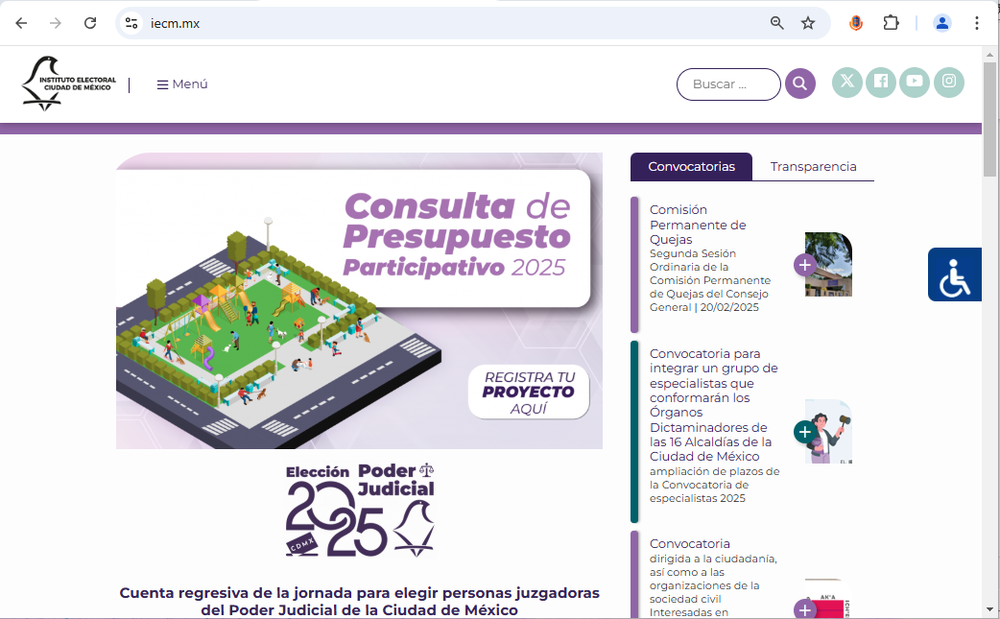 iecm.mx
INSTITUTO ELECTORAL
CIUDAD DE MÉXICO
Menú
Buscar ...
Consulta de
Presupuesto
Participativo 2025
REGISTRA TU
PROYECTO
AQUÍ
Elección Poder
Judicial
2025
CDMX
Cuenta regresiva de la jornada para elegir personas juzgadoras
del Poder Judicial de la Ciudad de México
Convocatorias
Transparencia
Comisión
Permanente de
Quejas
Segunda Sesión
Ordinaria de la
Comisión Permanente
de Quejas del Consejo
General | 20/02/2025
Convocatoria para
integrar un grupo de
especialistas que
conformarán los
Órganos
Dictaminadores de
las 16 Alcaldías de la
Ciudad de México
ampliación de plazos de
la Convocatoria de
especialistas 2025
Convocatoria
dirigida a la ciudadanía,
así como a las
organizaciones de la
sociedad civil
Interesadas en